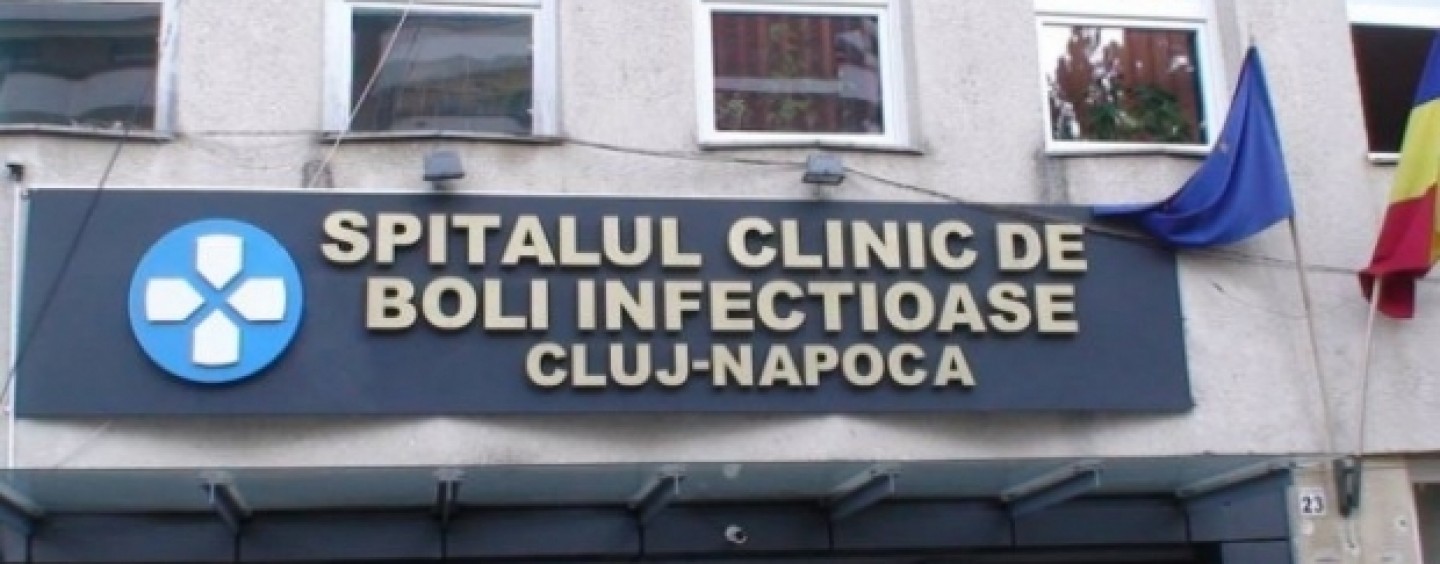 SPITALUL CLINIC DE
BOLI INFECTIOASE
CLUJ-NAPOCA
23